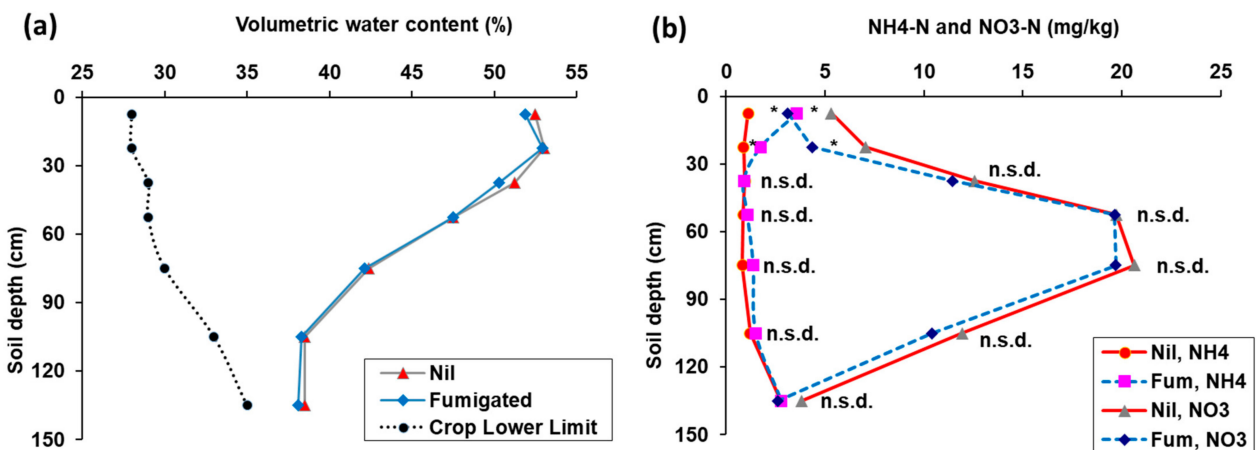 (a)
Volumetric water content (%)
25 30 35 40 45 50 55
0
30
60
90
120
150
Soil depth (cm)
Nil
Fumigated
Crop Lower Limit
(b)
NH4-N and NO3-N (mg/kg)
0 5 10 15 20 25
0
30
60
90
120
150
Soil depth (cm)
* *
* *
n.s.d. n.s.d.
n.s.d. n.s.d.
n.s.d. n.s.d.
n.s.d. n.s.d.
n.s.d.
Nil, NH4
Fum, NH4
Nil, NO3
Fum, NO3